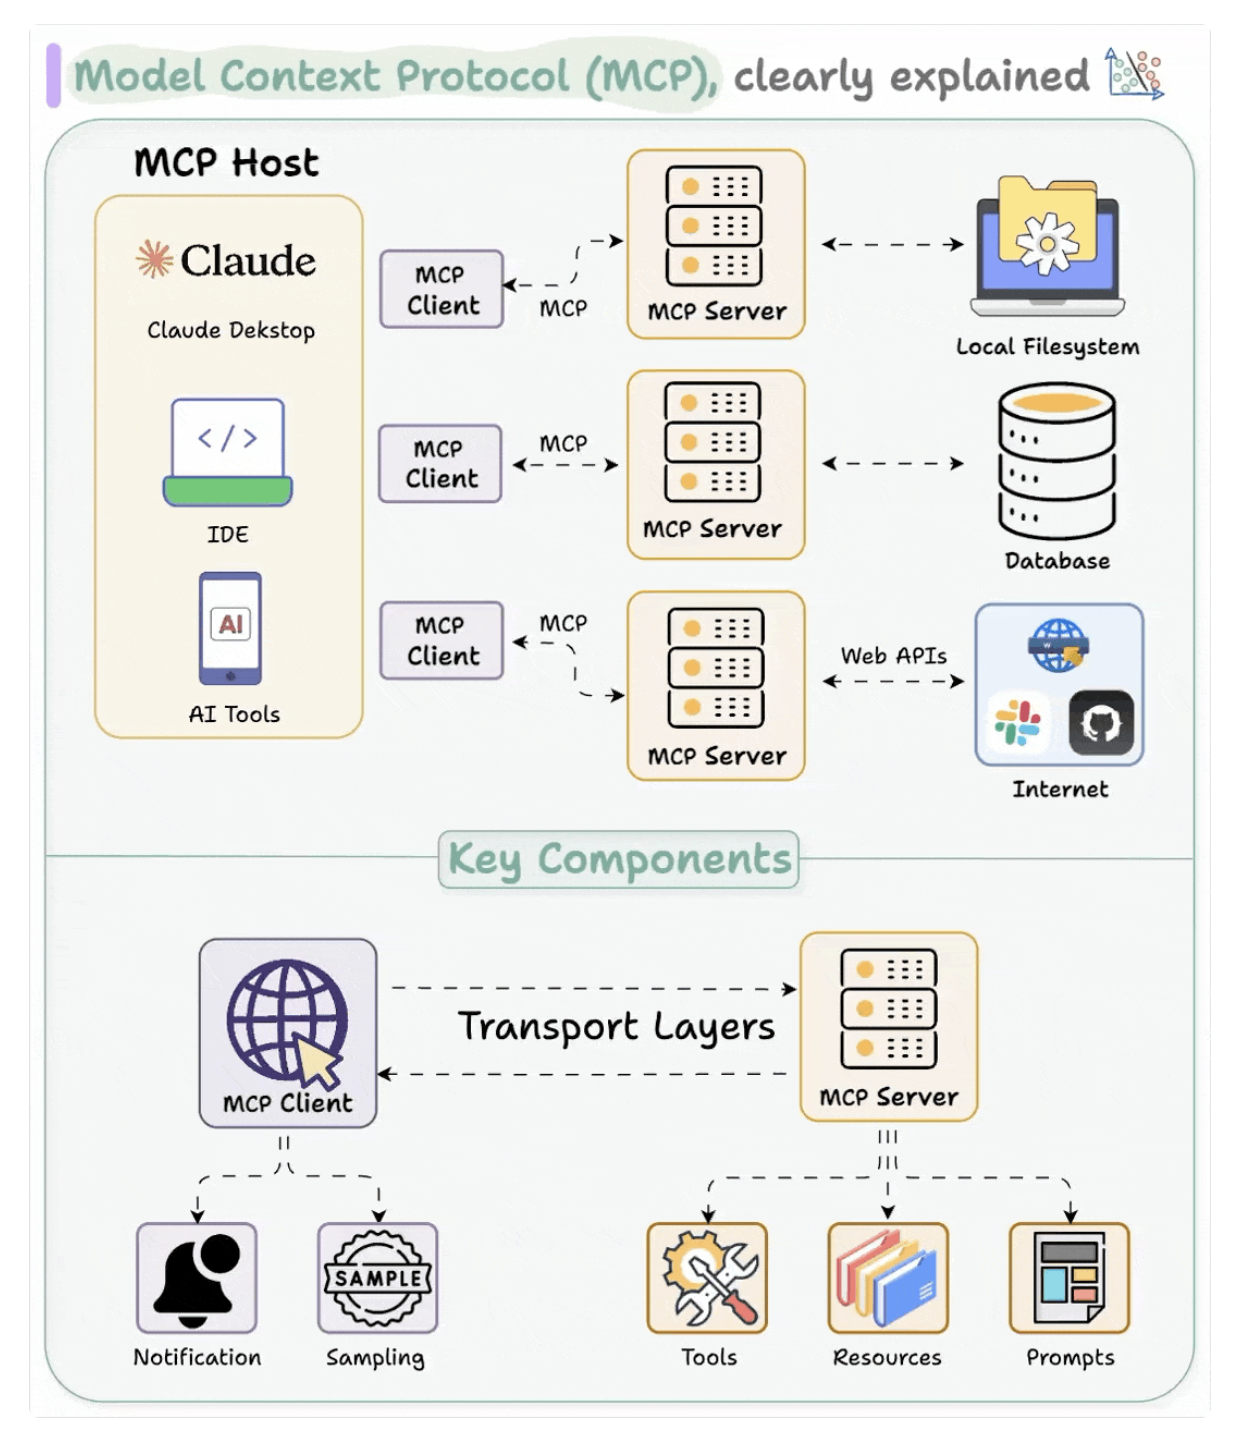 Model Context Protocol (MCP), clearly explained
MCP Host
Claude
Claude Dekstop
</>
IDE
AI
AI Tools
MCP
Client
MCP
MCP Server
Local Filesystem
MCP
Client
MCP
MCP Server
Database
MCP
Client
MCP
MCP Server
Web APIs
W
Internet
Key Components
MCP Client
Transport Layers
MCP Server
Notification
SAMPLE
Sampling
Tools
Resources
Prompts